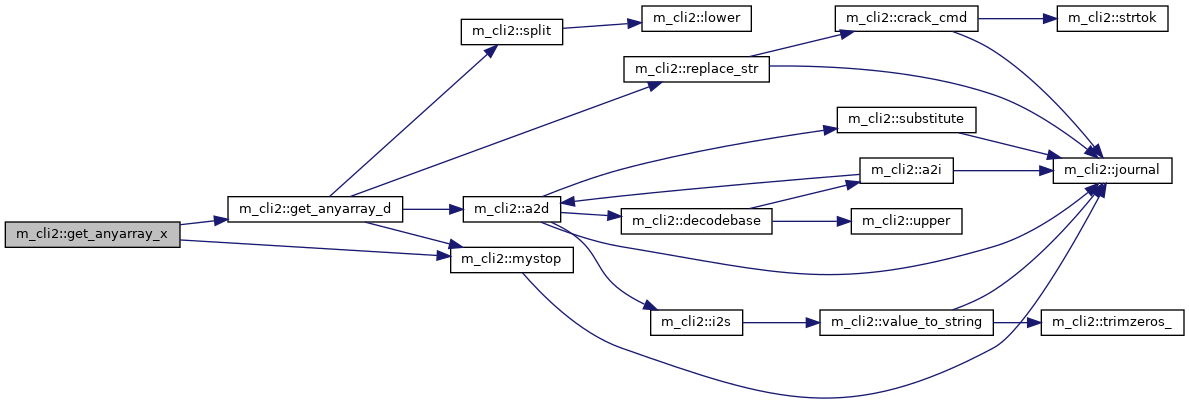 m_cli2::get_anyarray_x
m_cli2::get_anyarray_d
m_cli2::split
m_cli2::lower
m_cli2::replace_str
m_cli2::crack_cmd
m_cli2::strtok
m_cli2::journal
m_cli2::a2d
m_cli2::substitute
m_cli2::decodebase
m_cli2::a2i
m_cli2::upper
m_cli2::mystop
m_cli2::i2s
m_cli2::value_to_string
m_cli2::trimzeros_